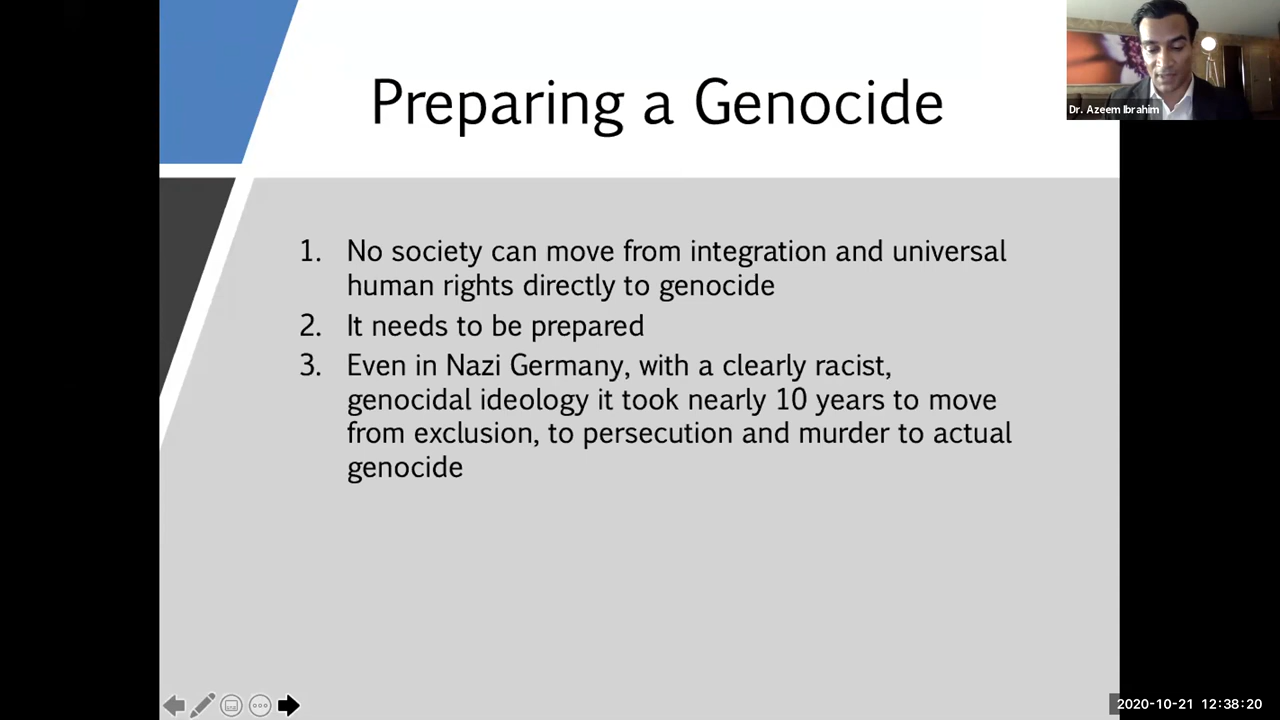 Preparing a Genocide
Dr. Azeem Ibrahim
1. No society can move from integration and universal
human rights directly to genocide
2. It needs to be prepared
3. Even in Nazi Germany, with a clearly racist,
genocidal ideology it took nearly 10 years to move
from exclusion, to persecution and murder to actual
genocide
2020-10-21 12:38:20